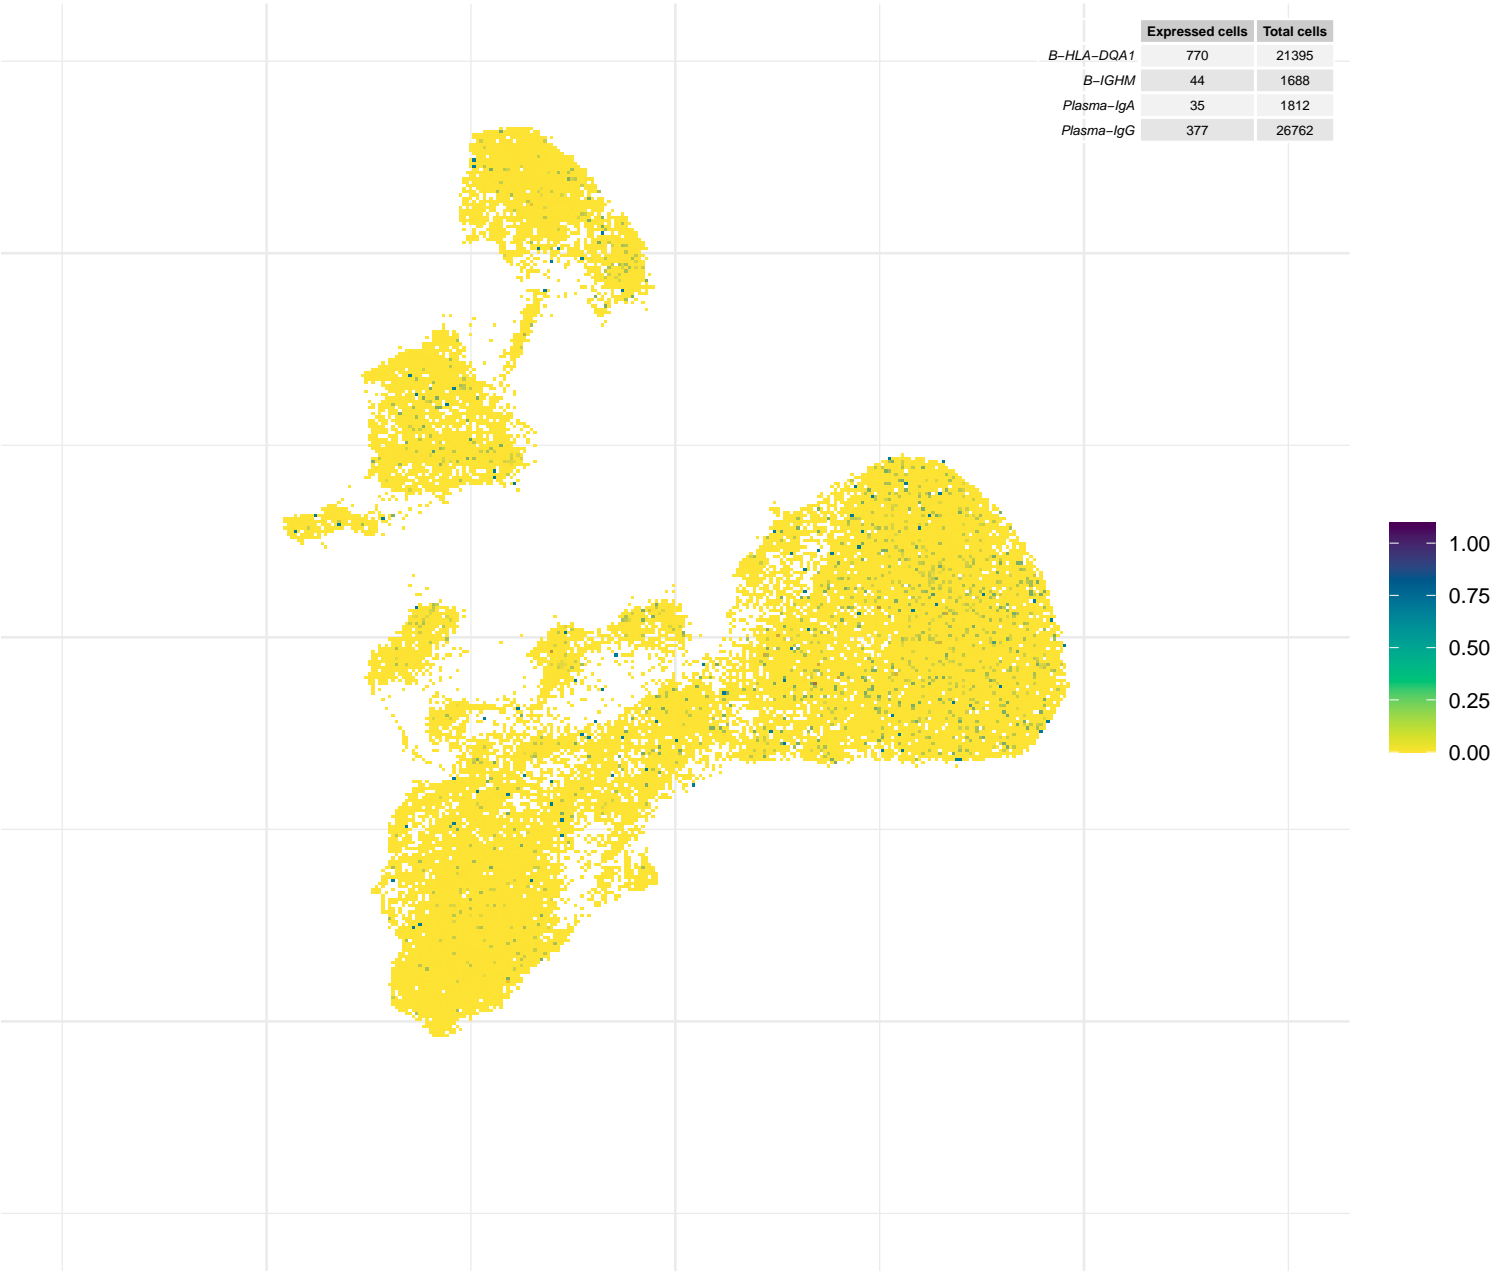 Expressed cells Total cells
B−HLA−DQA1 770 21395
B−IGHM 44 1688
Plasma−IgA 35 1812
Plasma−IgG 377 26762
1.00
0.75
0.50
0.25
0.00